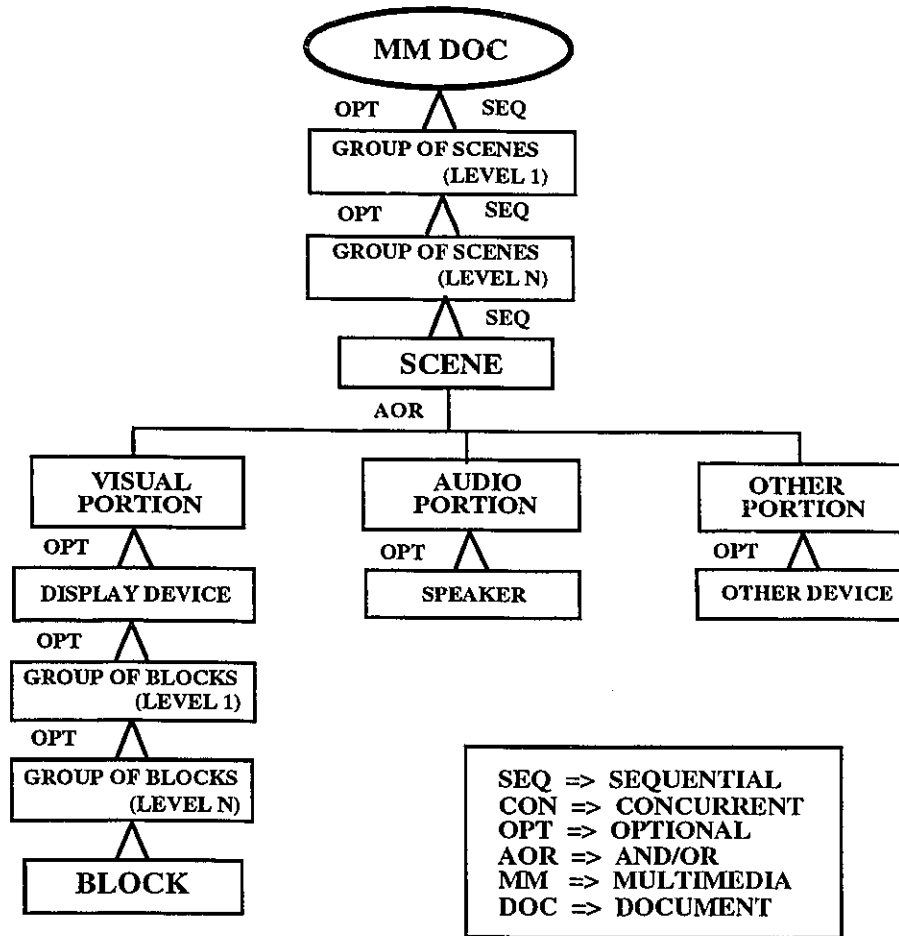 MM DOC
OPT SEQ
GROUP OF SCENES
(LEVEL 1)
OPT SEQ
GROUP OF SCENES
(LEVEL N)
SEQ
SCENE
AOR
VISUAL
PORTION
AUDIO
PORTION
OTHER
PORTION
OPT OPT OPT
DISPLAY DEVICE
SPEAKER
OTHER DEVICE
OPT
GROUP OF BLOCKS
(LEVEL 1)
OPT
GROUP OF BLOCKS
(LEVEL N)
BLOCK
SEQ => SEQUENTIAL
CON => CONCURRENT
OPT => OPTIONAL
AOR => AND/OR
MM => MULTIMEDIA
DOC => DOCUMENT